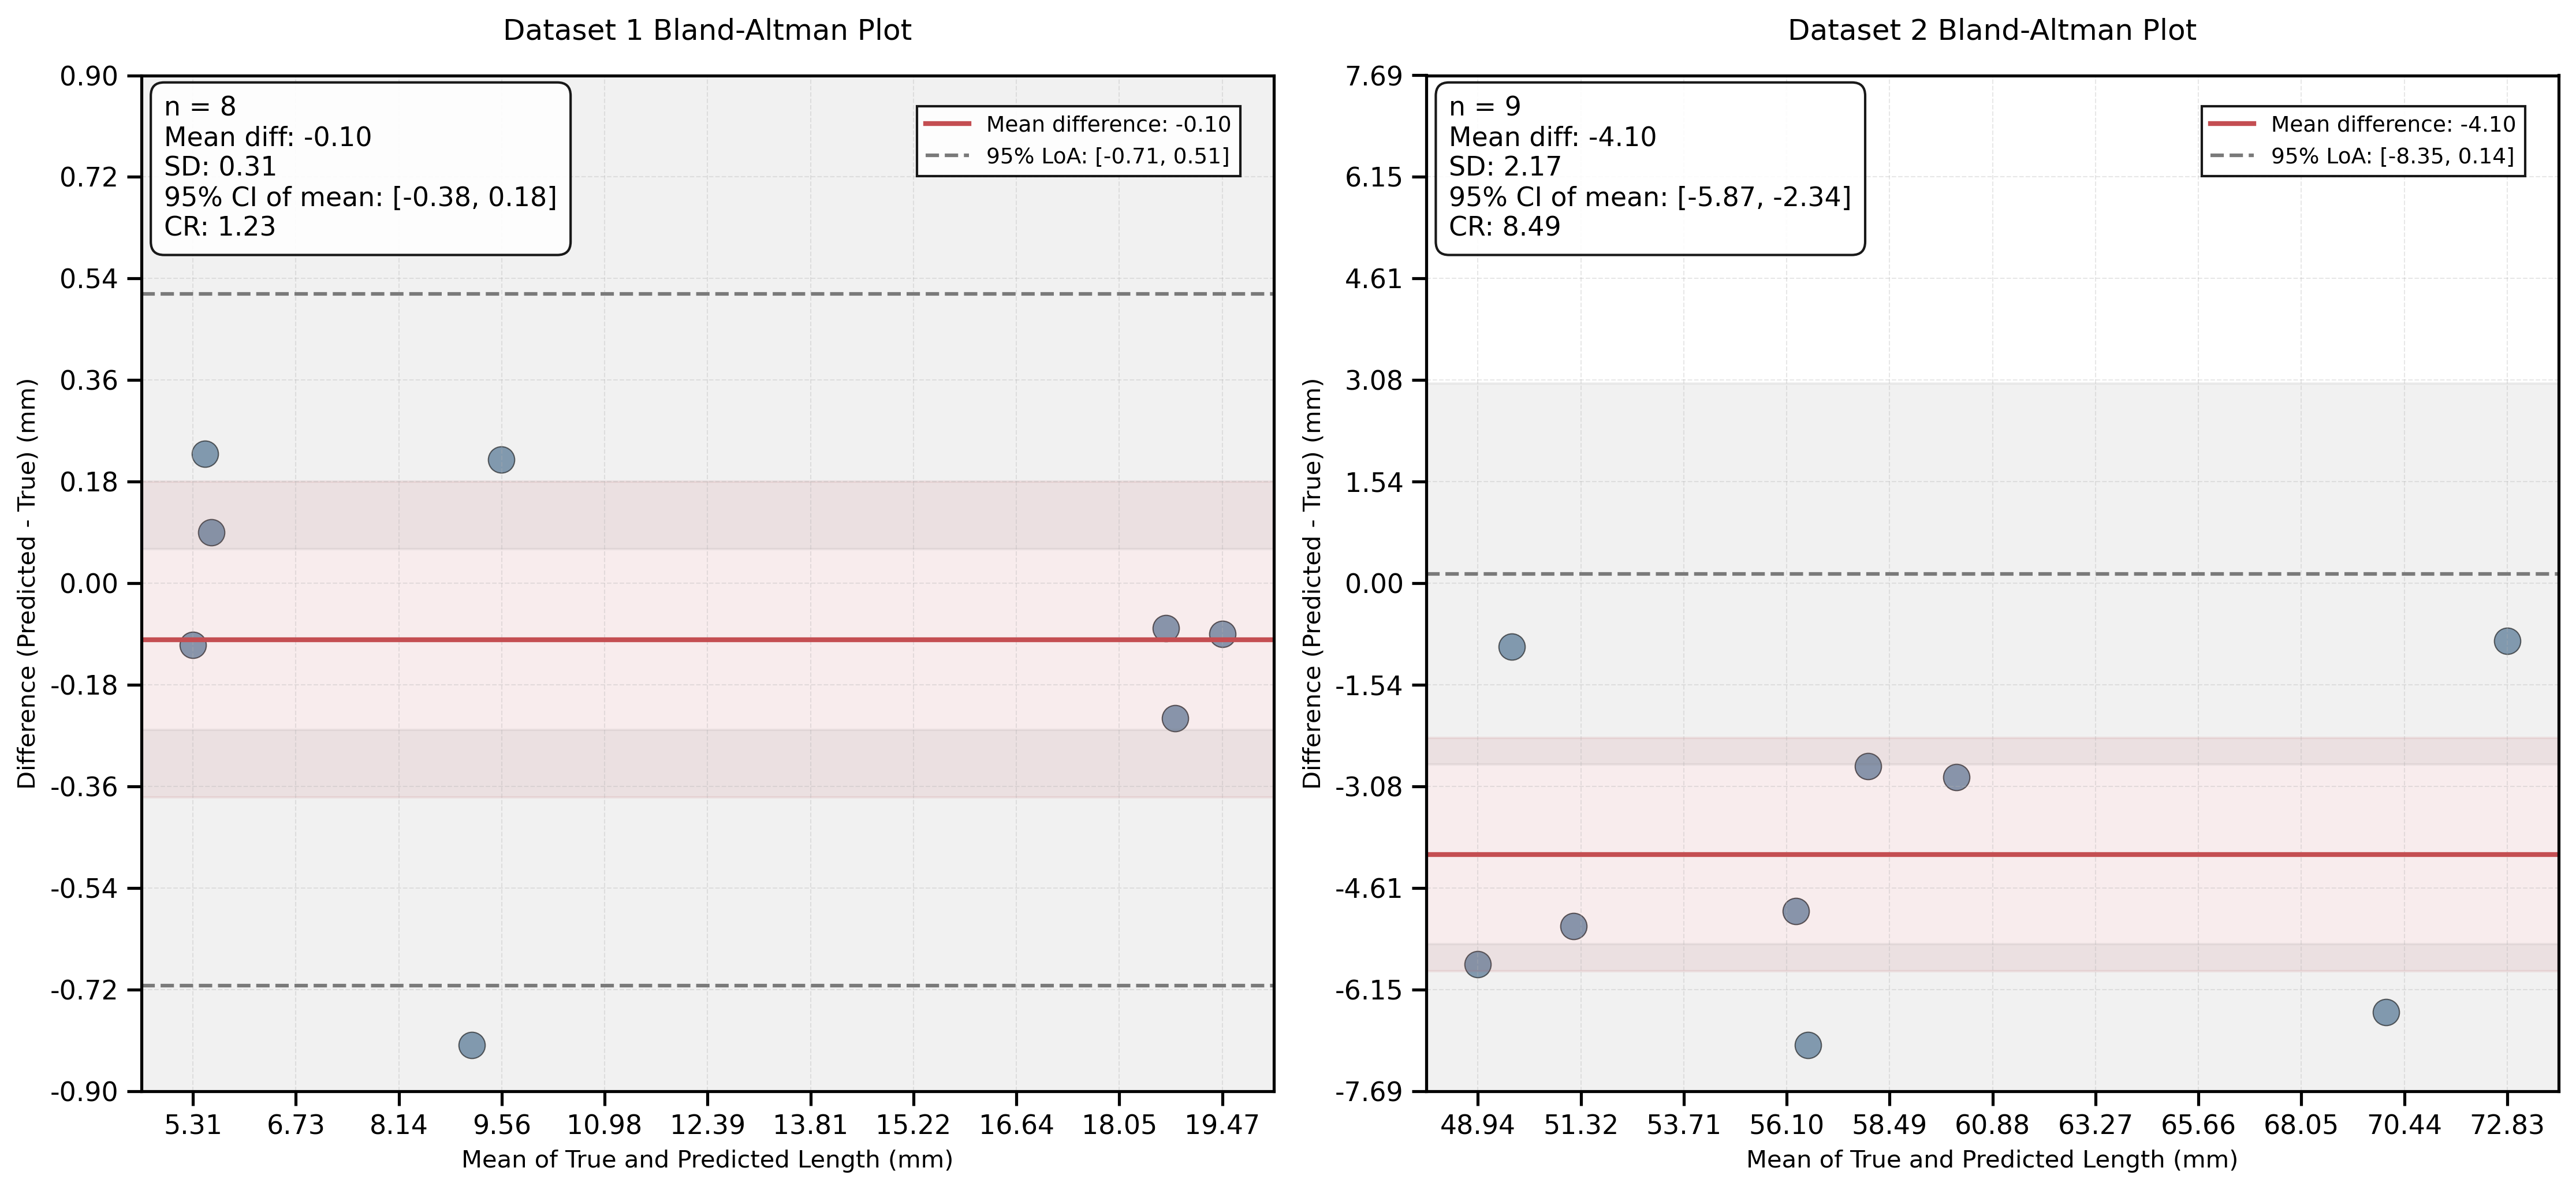 Dataset 1 Bland-Altman Plot
n = 8
Mean diff: -0.10
SD: 0.31
95% CI of mean: [-0.38, 0.18]
CR: 1.23
Mean difference: -0.10
95% LoA: [-0.71, 0.51]
Difference (Predicted - True) (mm)
0.90
0.72
0.54
0.36
0.18
0.00
-0.18
-0.36
-0.54
-0.72
-0.90
5.31 6.73 8.14 9.56 10.98 12.39 13.81 15.22 16.64 18.05 19.47
Mean of True and Predicted Length (mm)
Dataset 2 Bland-Altman Plot
n = 9
Mean diff: -4.10
SD: 2.17
95% CI of mean: [-5.87, -2.34]
CR: 8.49
Mean difference: -4.10
95% LoA: [-8.35, 0.14]
Difference (Predicted - True) (mm)
7.69
6.15
4.61
3.08
1.54
0.00
-1.54
-3.08
-4.61
-6.15
-7.69
48.94 51.32 53.71 56.10 58.49 60.88 63.27 65.66 68.05 70.44 72.83
Mean of True and Predicted Length (mm)